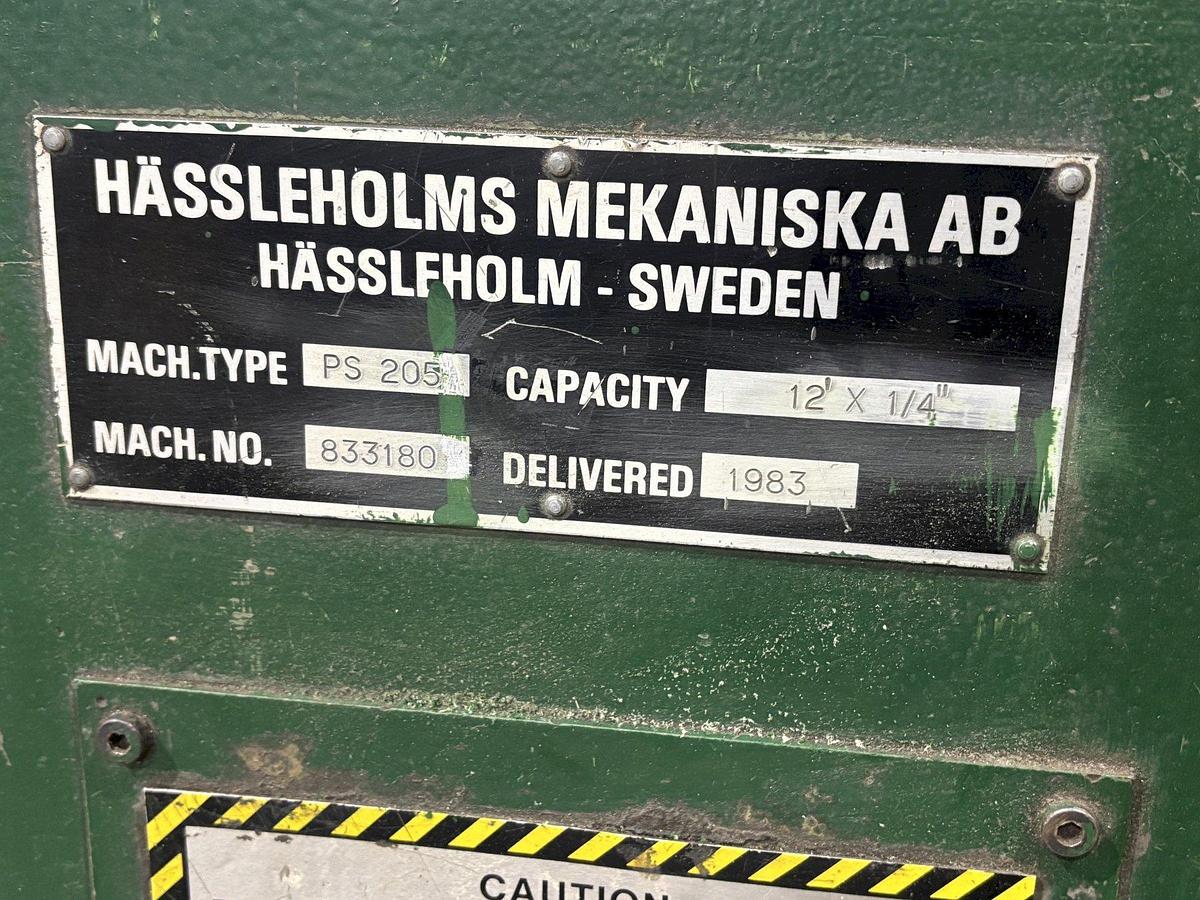 HÄSSLEHOLMS MEKANISKA AB
HÄSSLEHOLM - SWEDEN
MACH.TYPE PS 205 CAPACITY 12' X 1/4"
MACH. NO. 833180 DELIVERED 1983
CAUTION